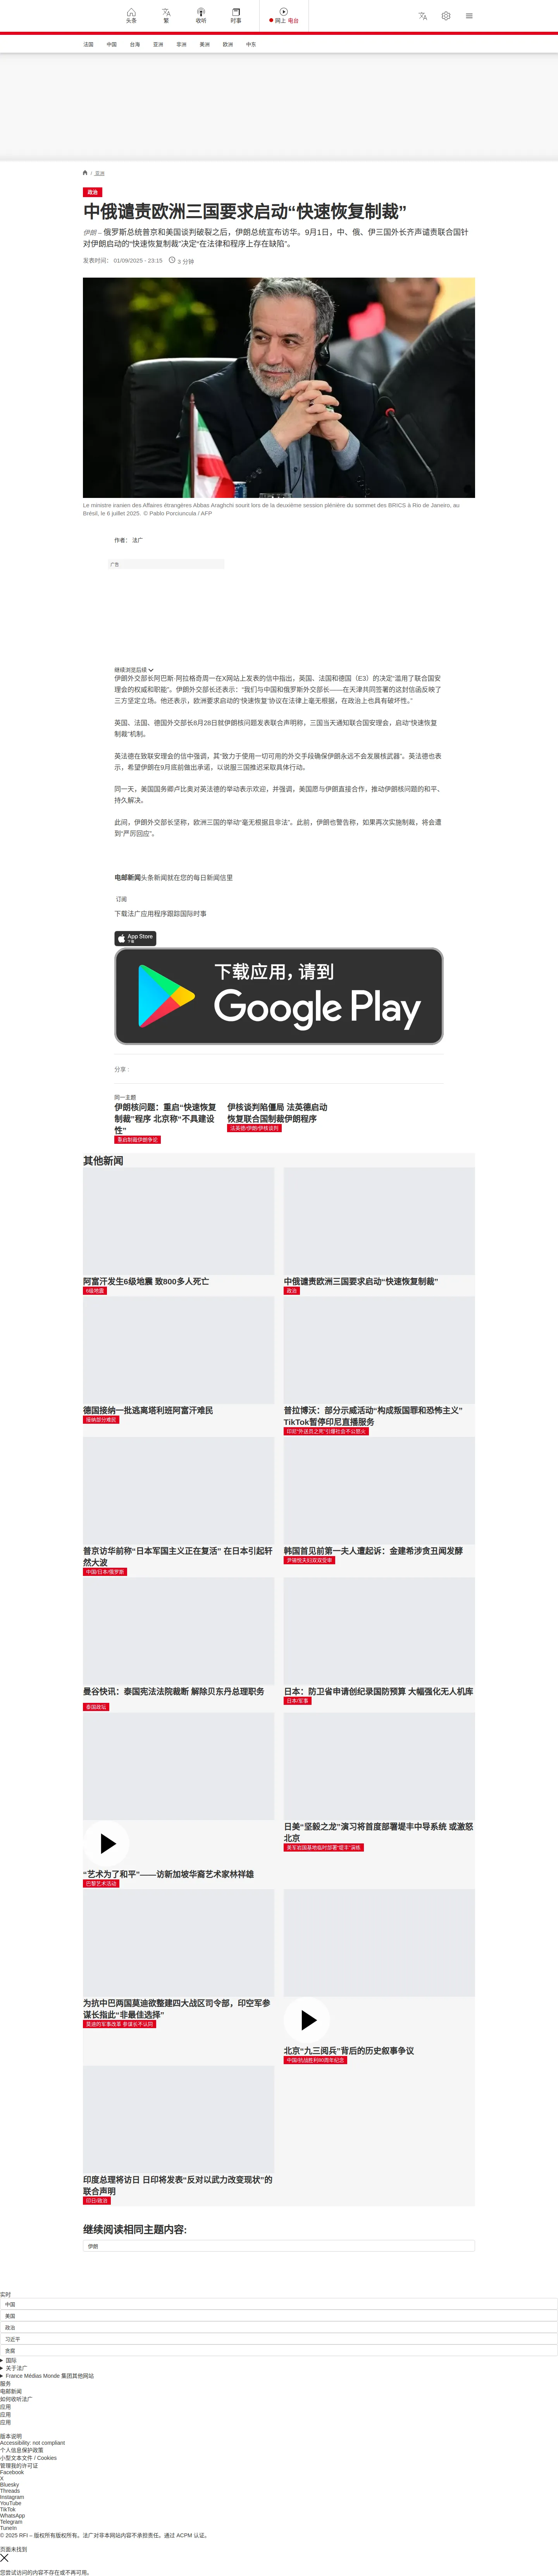 头条
繁
收听
时事
网上 电台
法国 中国 台海 亚洲 非洲 美洲 欧洲 中东
/ 亚洲
政治
中俄谴责欧洲三国要求启动“快速恢复制裁”
伊朗 – 俄罗斯总统普京和美国谈判破裂之后，伊朗总统宣布访华。9月1日，中、俄、伊三国外长齐声谴责联合国针
对伊朗启动的“快速恢复制裁”决定“在法律和程序上存在缺陷”。
发表时间： 01/09/2025 - 23:15
3 分钟
Le ministre iranien des Affaires étrangères Abbas Araghchi sourit lors de la deuxième session plénière du sommet des BRICS à Rio de Janeiro, au
Brésil, le 6 juillet 2025. © Pablo Porciuncula / AFP
作者： 法广
广告
继续浏览后续
伊朗外交部长阿巴斯·阿拉格奇周一在X网站上发表的信中指出，英国、法国和德国（E3）的决定“滥用了联合国安
理会的权威和职能”。伊朗外交部长还表示：“我们与中国和俄罗斯外交部长——在天津共同签署的这封信函反映了
三方坚定立场。他还表示，欧洲要求启动的‘快速恢复’协议在法律上毫无根据，在政治上也具有破坏性。”
英国、法国、德国外交部长8月28日就伊朗核问题发表联合声明称，三国当天通知联合国安理会，启动“快速恢复
制裁”机制。
英法德在致联安理会的信中强调，其“致力于使用一切可用的外交手段确保伊朗永远不会发展核武器”。英法德也表
示，希望伊朗在9月底前做出承诺，以说服三国推迟采取具体行动。
同一天，美国国务卿卢比奥对英法德的举动表示欢迎，并强调，美国愿与伊朗直接合作，推动伊朗核问题的和平、
持久解决。
此间，伊朗外交部长坚称，欧洲三国的举动“毫无根据且非法”。此前，伊朗也警告称，如果再次实施制裁，将会遭
到“严厉回应”。
电邮新闻头条新闻就在您的每日新闻信里
订阅
下载法广应用程序跟踪国际时事
App Store
下载
下载应用，请到
Google Play
分享 :
同一主题
伊朗核问题：重启“快速恢复
制裁”程序 北京称“不具建设
性”
重启制裁伊朗争论
伊核谈判陷僵局 法英德启动
恢复联合国制裁伊朗程序
法英德/伊朗/伊核谈判
其他新闻
阿富汗发生6级地震 致800多人死亡
6级地震
中俄谴责欧洲三国要求启动“快速恢复制裁”
政治
德国接纳一批逃离塔利班阿富汗难民
接纳部分难民
普拉博沃：部分示威活动“构成叛国罪和恐怖主义”
TikTok暂停印尼直播服务
印尼“外送员之死”引爆社会不公怒火
普京访华前称“日本军国主义正在复活” 在日本引起轩
然大波
中国/日本/俄罗斯
韩国首见前第一夫人遭起诉：金建希涉贪丑闻发酵
尹锡悦夫妇双双受审
曼谷快讯：泰国宪法法院裁断 解除贝东丹总理职务
泰国政坛
日本：防卫省申请创纪录国防预算 大幅强化无人机库
日本/军事
“艺术为了和平”——访新加坡华裔艺术家林祥雄
巴黎艺术活动
日美“坚毅之龙”演习将首度部署堤丰中导系统 或激怒
北京
美军岩国基地临时部署“堤丰”演练
为抗中巴两国莫迪欲整建四大战区司令部，印空军参
谋长指此“非最佳选择”
莫迪的军事改革 参谋长不认同
北京“九三阅兵”背后的历史叙事争议
中国/抗战胜利80周年纪念
印度总理将访日 日印将发表“反对以武力改变现状”的
联合声明
印日/政治
继续阅读相同主题内容:
伊朗
实时
中国
美国
政治
习近平
贪腐
国际
关于法广
France Médias Monde 集团其他网站
服务
电邮新闻
如何收听法广
应用
应用
应用
版本说明
Accessibility: not compliant
个人信息保护政策
小型文本文件 / Cookies
管理我的许可证
Facebook
X
Bluesky
Threads
Instagram
YouTube
TikTok
WhatsApp
Telegram
TuneIn
© 2025 RFI – 版权所有版权所有。法广对非本网站内容不承担责任。通过 ACPM 认证。
页面未找到
您尝试访问的内容不存在或不再可用。